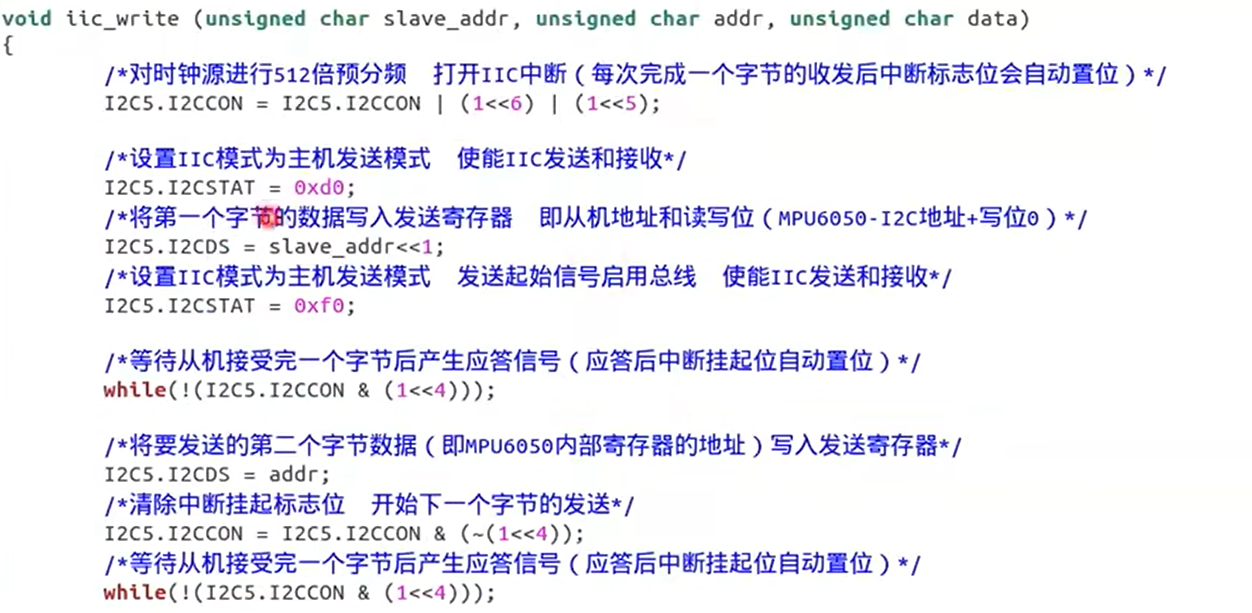 void iic_write (unsigned char slave_addr, unsigned char addr, unsigned char data)
{
/*对时钟源进行512倍预分频 打开IIC中断（每次完成一个字节的收发后中断标志位会自动置位）*/
I2C5.I2CCON = I2C5.I2CCON | (1<<6) | (1<<5);
/*设置IIC模式为主机发送模式 使能IIC发送和接收*/
I2C5.I2CSTAT = 0xd0;
/*将第一个字节的数据写入发送寄存器 即从机地址和读写位（MPU6050-I2C地址+写位0）*/
I2C5.I2CDS = slave_addr<<1;
/*设置IIC模式为主机发送模式 发送起始信号启用总线 使能IIC发送和接收*/
I2C5.I2CSTAT = 0xf0;
/*等待从机接受完一个字节后产生应答信号（应答后中断挂起位自动置位）*/
while(!(I2C5.I2CCON & (1<<4)));
/*将要发送的第二个字节数据（即MPU6050内部寄存器的地址）写入发送寄存器*/
I2C5.I2CDS = addr;
/*清除中断挂起标志位 开始下一个字节的发送*/
I2C5.I2CCON = I2C5.I2CCON & (~(1<<4));
/*等待从机接受完一个字节后产生应答信号（应答后中断挂起位自动置位）*/
while(!(I2C5.I2CCON & (1<<4)));